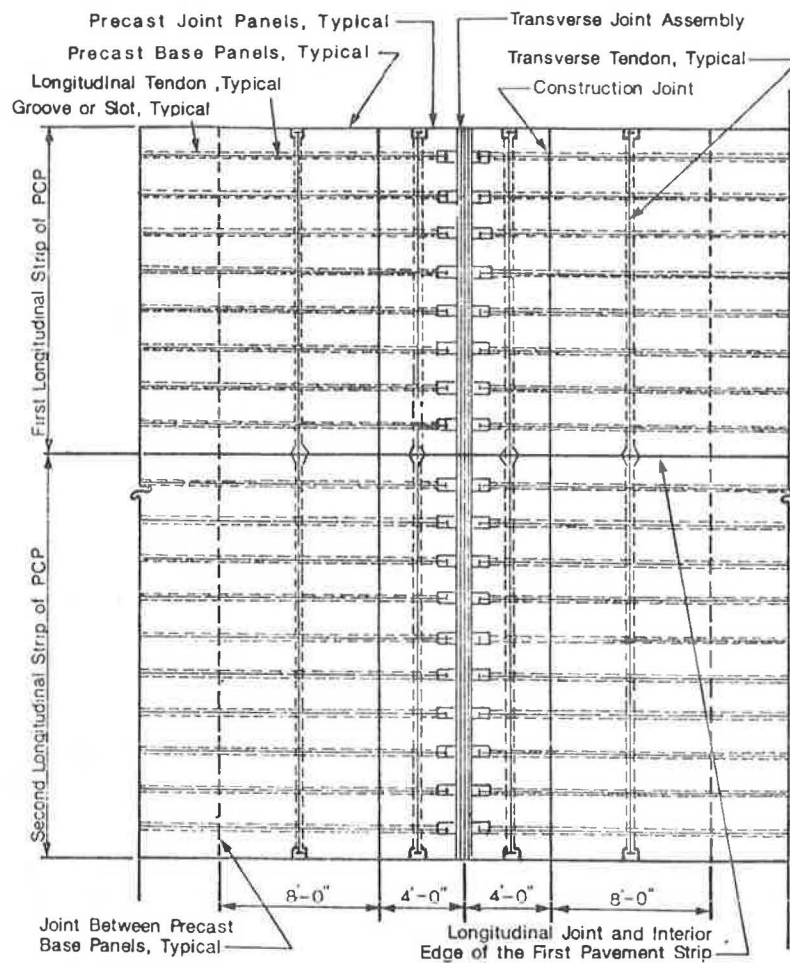 Precast Joint Panels, Typical
Transverse Joint Assembly
Precast Base Panels, Typical
Transverse Tendon, Typical
Longitudinal Tendon ,Typical
Construction Joint
Groove or Slot, Typical
First Longitudinal Strip of PCP
Second Longitudinal Strip of PCP
8'-0"
4'-0"
4'-0"
8'-0"
Joint Between Precast
Base Panels, Typical
Longitudinal Joint and Interior
Edge of the First Pavement Strip